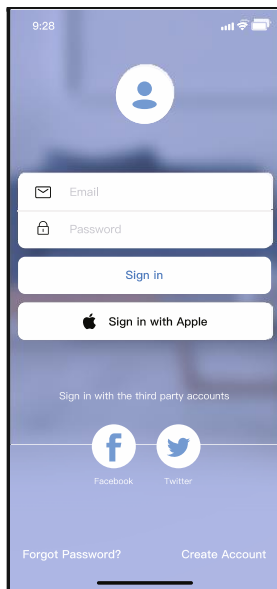 9:28
Email
Password
Sign in
Sign in with Apple
Sign in with the third party accounts
Facebook
Twitter
Forgot Password?
Create Account